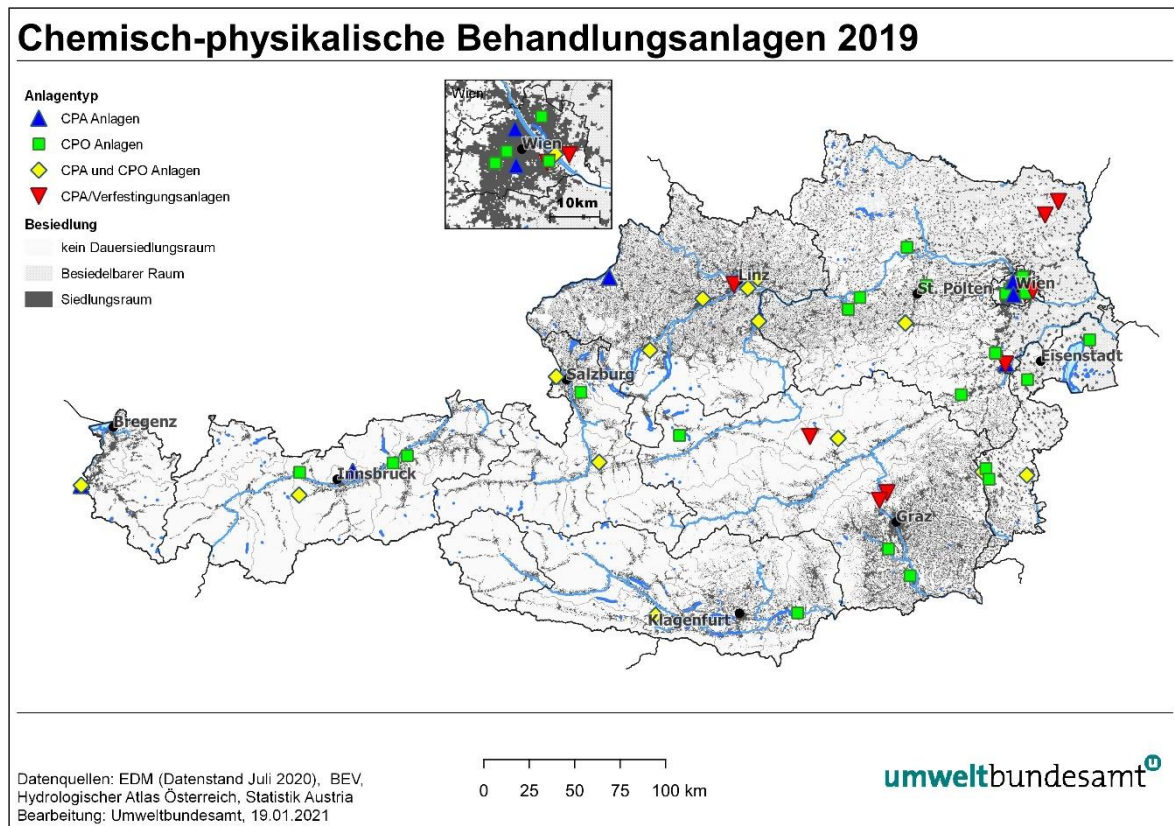 Chemisch-physikalische Behandlungsanlagen 2019
Anlagentyp
CPA Anlagen
CPO Anlagen
CPA und CPO Anlagen
CPA/Verfestingungsanlagen
Besiedlung
kein Dauersiedlungsraum
Besiedelbarer Raum
Siedlungsraum
Wien
Wien
10km
Linz
St. Pölten
Wien
Eisenstadt
Salzburg
Bregenz
Innsbruck
Graz
Klagenfurt
Datenquellen: EDM (Datenstand Juli 2020), BEV,
Hydrologischer Atlas Österreich, Statistik Austria
Bearbeitung: Umweltbundesamt, 19.01.2021
0 25 50 75 100 km
umweltbundesamt u